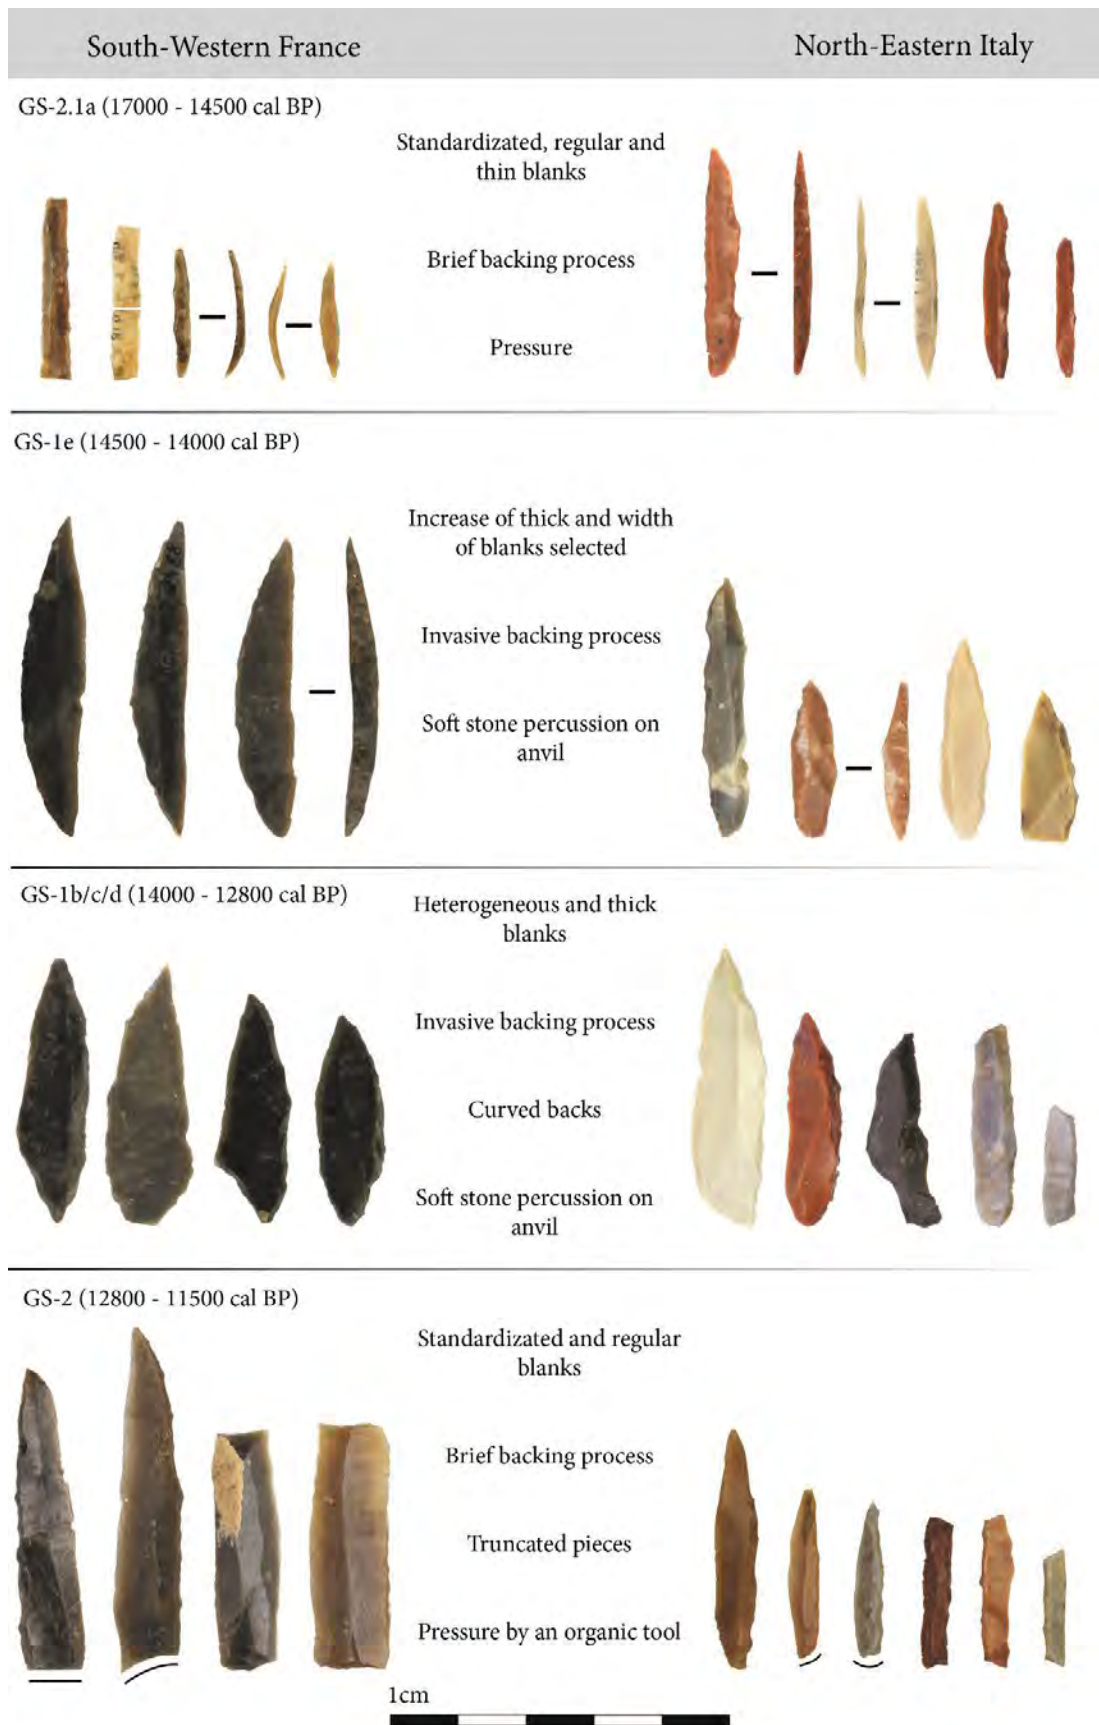 South-Western France
North-Eastern Italy
GS-2.1a (17000 - 14500 cal BP)
Standardizated, regular and
thin blanks
Brief backing process
Pressure
GS-1e (14500 - 14000 cal BP)
Increase of thick and width
of blanks selected
Invasive backing process
Soft stone percussion on
anvil
GS-1b/c/d (14000 - 12800 cal BP)
Heterogeneous and thick
blanks
Invasive backing process
Curved backs
Soft stone percussion on
anvil
GS-2 (12800 - 11500 cal BP)
Standardizated and regular
blanks
Brief backing process
Truncated pieces
Pressure by an organic tool
1cm